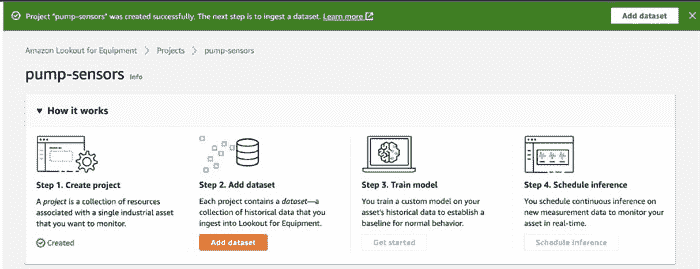 Project "pump-sensors" was created successfully. The next step is to ingest a dataset. Learn more
Add dataset
Amazon Lookout for Equipment > Projects > pump-sensors
pump-sensors Info
▼ How it works
Step 1. Create project
A project is a collection of resources
associated with a single industrial asset
that you want to monitor.
Created
Step 2. Add dataset
Each project contains a dataset—a
collection of historical data that you
ingest into Lookout for Equipment.
Add dataset
Step 3. Train model
You train a custom model on your
asset's historical data to establish a
baseline for normal behavior.
Get started
Step 4. Schedule inference
You schedule continuous inference on
new measurement data to monitor your
asset in real-time.
Schedule inference